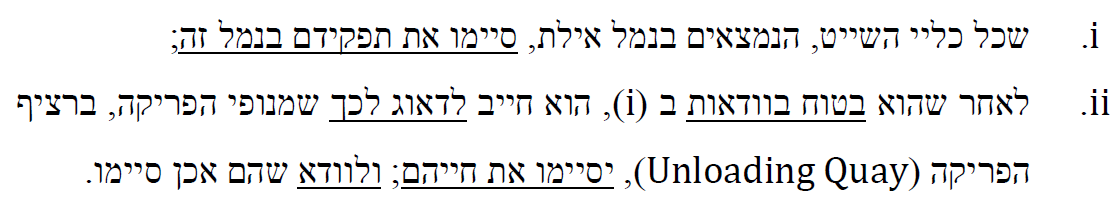 i. שכל כליי השייט, הנמצאים בנמל אילת, סיימו את תפקידם בנמל זה;
ii. לאחר שהוא בטוח בוודאות ב (i), הוא חייב לדאוג לכך שמנופי הפריקה, ברציף
הפריקה (Unloading Quay), יסיימו את חייהם; ולוודא שהם אכן סיימו.